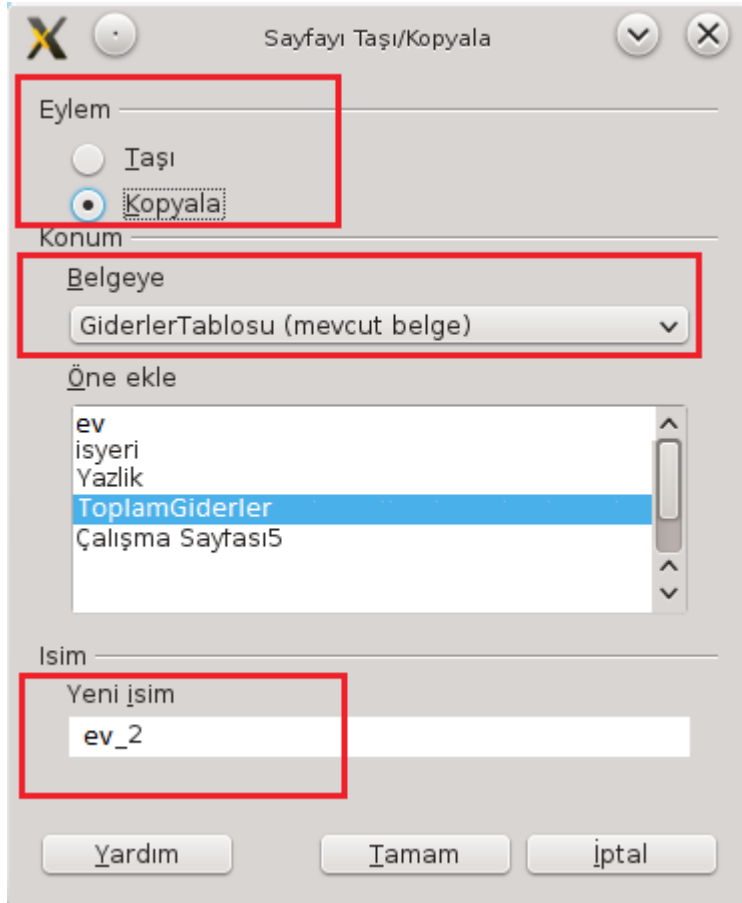 Sayfayı Taşı/Kopyala
Eylem
Taşı
Kopyala
Konum
Belgeye
GiderlerTablosu (mevcut belge)
Öne ekle
ev
isyeri
Yazlik
ToplamGiderler
Çalışma Sayfası5
Isim
Yeni isim
ev_2
Yardım
Tamam
İptal